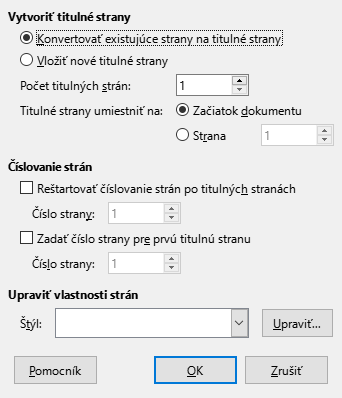 Vytvoriť titulné strany
Konvertovať existujúce strany na titulné strany
Vložiť nové titulné strany
Počet titulných strán: 1
Titulné strany umiestniť na: Začiatok dokumentu
Strana 1
Číslovanie strán
Reštartovať číslovanie strán po titulných stranách
Číslo strany: 1
Zadať číslo strany pre prvú titulnú stranu
Číslo strany: 1
Upraviť vlastnosti strán
Štýl: Upraviť...
Pomocník OK Zrušiť